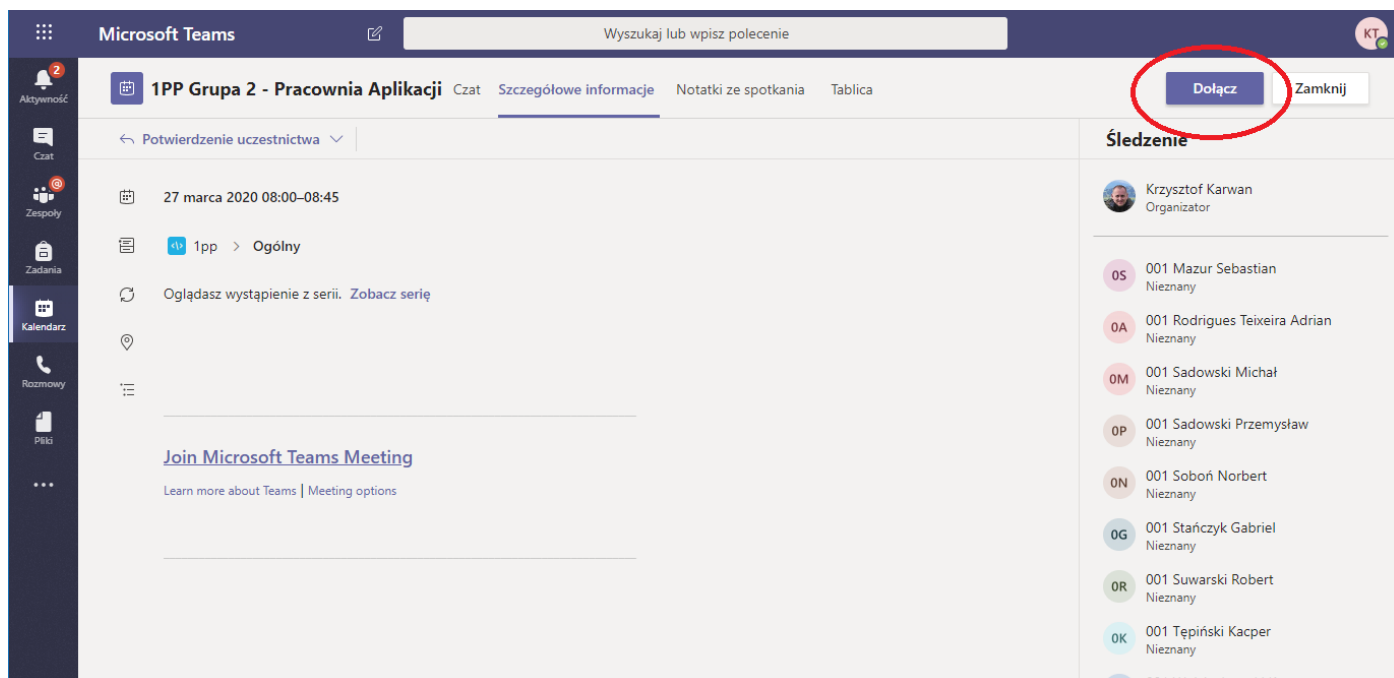 Microsoft Teams
Wyszukaj lub wpisz polecenie
KT
2
Aktywność
Czat
@
Zespoły
Zadania
Kalendarz
Rozmowy
Pliki
1PP Grupa 2 - Pracownia Aplikacji
Czat
Szczegółowe informacje
Notatki ze spotkania
Tablica
Dołącz
Zamknij
Potwierdzenie uczestnictwa
27 marca 2020 08:00–08:45
1pp > Ogólny
Oglądasz wystąpienie z serii. Zobacz serię
Join Microsoft Teams Meeting
Learn more about Teams | Meeting options
Śledzenie
Krzysztof Karwan
Organizator
0S
001 Mazur Sebastian
Nieznany
0A
001 Rodrigues Teixeira Adrian
Nieznany
0M
001 Sadowski Michał
Nieznany
0P
001 Sadowski Przemysław
Nieznany
0N
001 Soboń Norbert
Nieznany
0G
001 Stańczyk Gabriel
Nieznany
0R
001 Suwarski Robert
Nieznany
0K
001 Tępiński Kacper
Nieznany